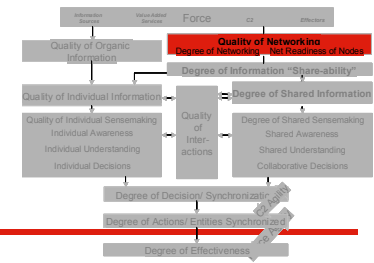 Information Sources
Value Added Services
Force
C2
Effectors
Quality of Organic
Information
Quality of Networking
Degree of Networking Net Readiness of Nodes
Degree of Information “Share-ability”
Quality of Individual Information
Degree of Shared Information
Quality
of
Inter-
actions
Quality of Individual Sensemaking
Individual Awareness
Individual Understanding
Individual Decisions
Degree of Shared Sensemaking
Shared Awareness
Shared Understanding
Collaborative Decisions
Degree of Decision/ Synchronizatio
C2 Agility
Degree of Actions/ Entities Synchronized
Degree of Effectiveness